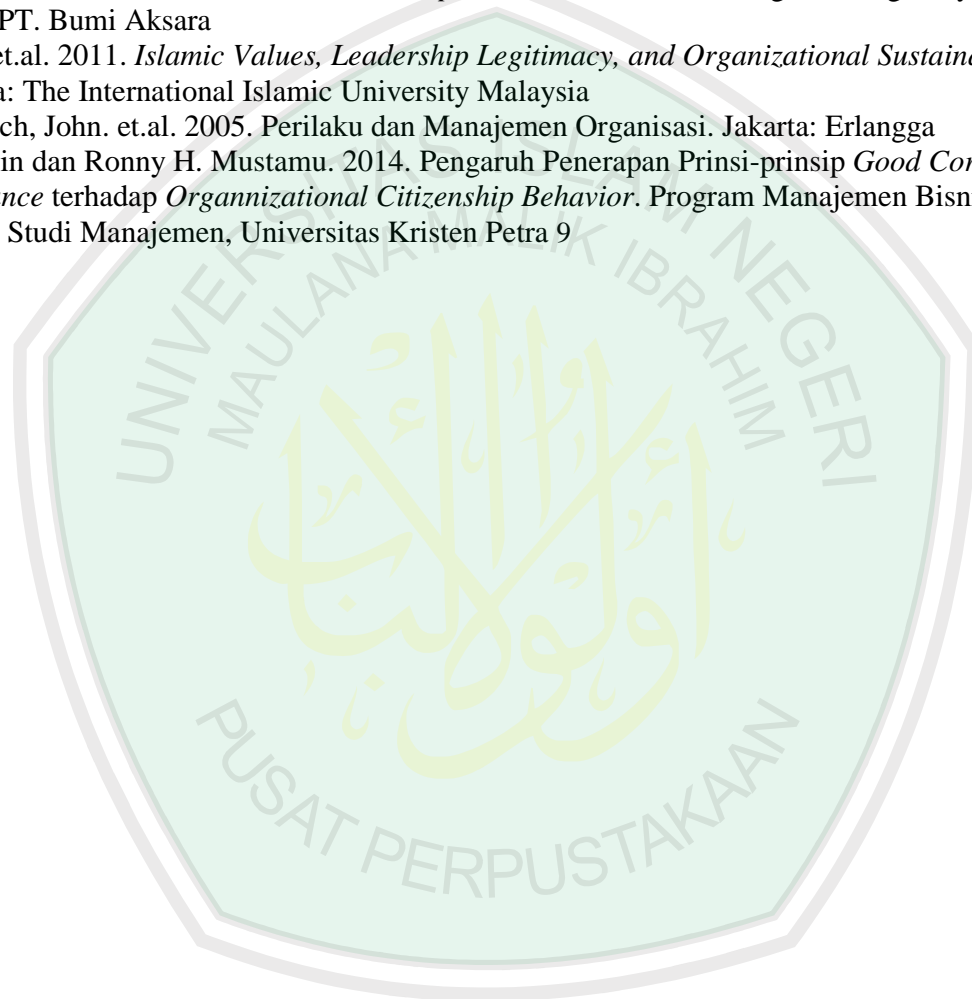 PT. Bumi Aksara
et.al. 2011. Islamic Values, Leadership Legitimacy, and Organizational Sustaina
a: The International Islamic University Malaysia
ch, John. et.al. 2005. Perilaku dan Manajemen Organisasi. Jakarta: Erlangga
in dan Ronny H. Mustamu. 2014. Pengaruh Penerapan Prinsi-prinsip Good Cor
ance terhadap Organnizational Citizenship Behavior. Program Manajemen Bisn
Studi Manajemen, Universitas Kristen Petra 9
UNIVERSITAS ISLAM NEGERI
MAULANA MALIK IBRAHIM
أولوا الألباب
PUSAT PERPUSTAKAAN